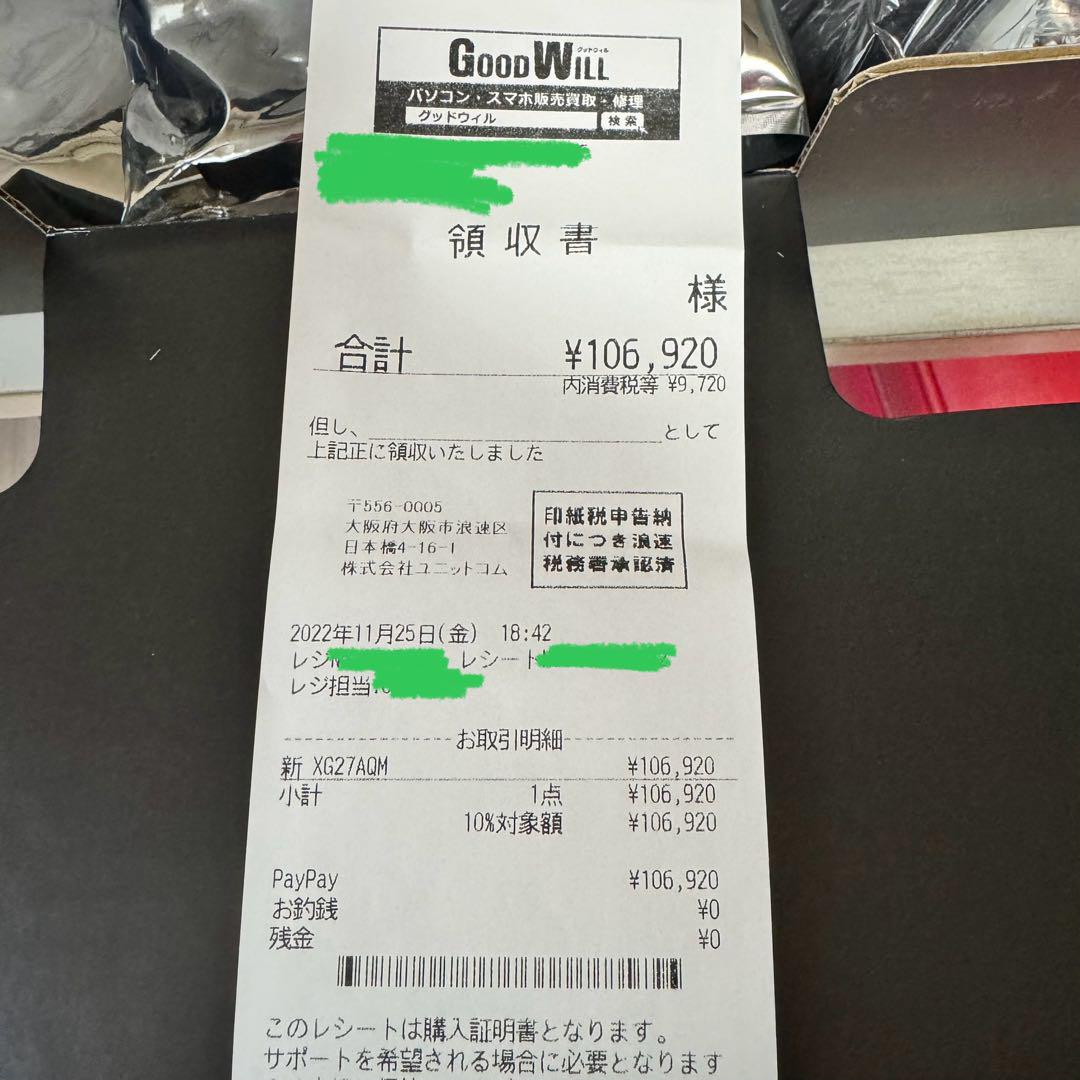 GOODWILL グッドウィル
パソコン・スマホ販売買取・修理
グッドウィル 検索
領収書
様
合計 ¥106,920
内消費税等 ¥9,720
但し、 として
上記正に領収いたしました
〒556-0005
大阪府大阪市浪速区
日本橋4-16-1
株式会社ユニットコム
印紙税申告納
付につき浪速
税務署承認済
2022年11月25日(金) 18:42
レジ レシート
レジ担当
お取引明細
新 XG27AQM ¥106,920
小計 1点 ¥106,920
10%対象額 ¥106,920
PayPay ¥106,920
お釣銭 ¥0
残金 ¥0
このレシートは購入証明書となります。
サポートを希望される場合に必要となります